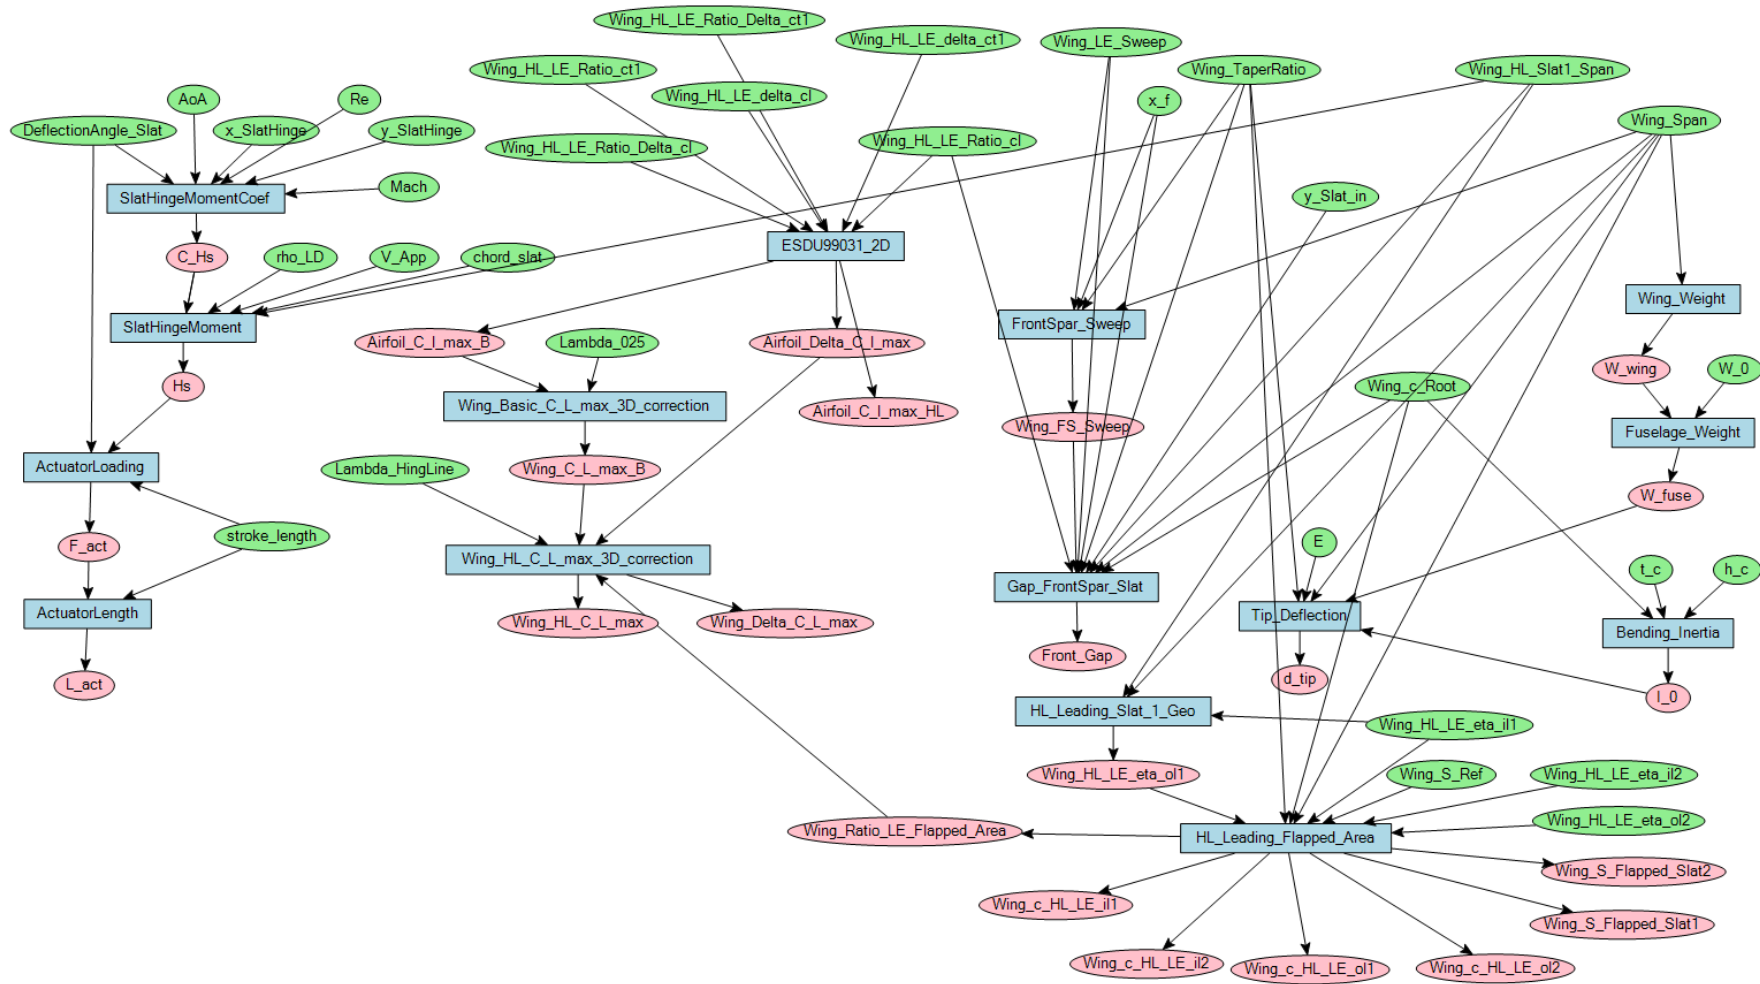 Wing_HL_LE_Ratio_Delta_ct1
Wing_HL_LE_delta_ct1
Wing_LE_Sweep
Wing_HL_LE_Ratio_ct1
Wing_TaperRatio
Wing_HL_Slat1_Span
AoA
Re
Wing_HL_LE_delta_cl
x_f
DeflectionAngle_Slat
x_SlatHinge
y_SlatHinge
Wing_HL_LE_Ratio_Delta_cl
Wing_HL_LE_Ratio_cl
Wing_Span
SlatHingeMomentCoef
Mach
y_Slat_in
C_Hs
rho_LD
V_App
chord_slat
ESDU99031_2D
Wing_Weight
SlatHingeMoment
FrontSpar_Sweep
Airfoil_C_l_max_B
Lambda_025
Airfoil_Delta_C_l_max
W_wing
W_0
Hs
Wing_c_Root
Wing_Basic_C_L_max_3D_correction
Airfoil_C_l_max_HL
Wing_FS_Sweep
Fuselage_Weight
ActuatorLoading
Lambda_HingLine
Wing_C_L_max_B
W_fuse
F_act
stroke_length
E
Wing_HL_C_L_max_3D_correction
Gap_FrontSpar_Slat
t_c
h_c
ActuatorLength
Wing_HL_C_L_max
Wing_Delta_C_L_max
Tip_Deflection
Bending_Inertia
Front_Gap
L_act
d_tip
I_0
HL_Leading_Slat_1_Geo
Wing_HL_LE_eta_il1
Wing_HL_LE_eta_ol1
Wing_S_Ref
Wing_HL_LE_eta_il2
Wing_Ratio_LE_Flapped_Area
HL_Leading_Flapped_Area
Wing_HL_LE_eta_ol2
Wing_S_Flapped_Slat2
Wing_c_HL_LE_il1
Wing_S_Flapped_Slat1
Wing_c_HL_LE_il2
Wing_c_HL_LE_ol1
Wing_c_HL_LE_ol2